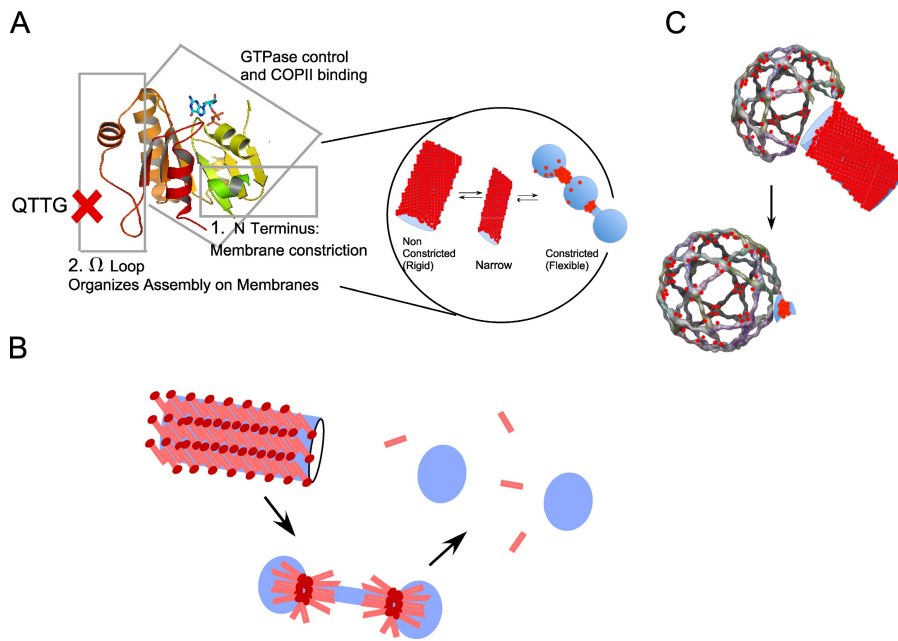 A
GTPase control
and COPII binding
QTTG
1. N Terminus:
Membrane constriction
2. Ω Loop
Organizes Assembly on Membranes
Non
Constricted
(Rigid)
Narrow
Constricted
(Flexible)
B
C